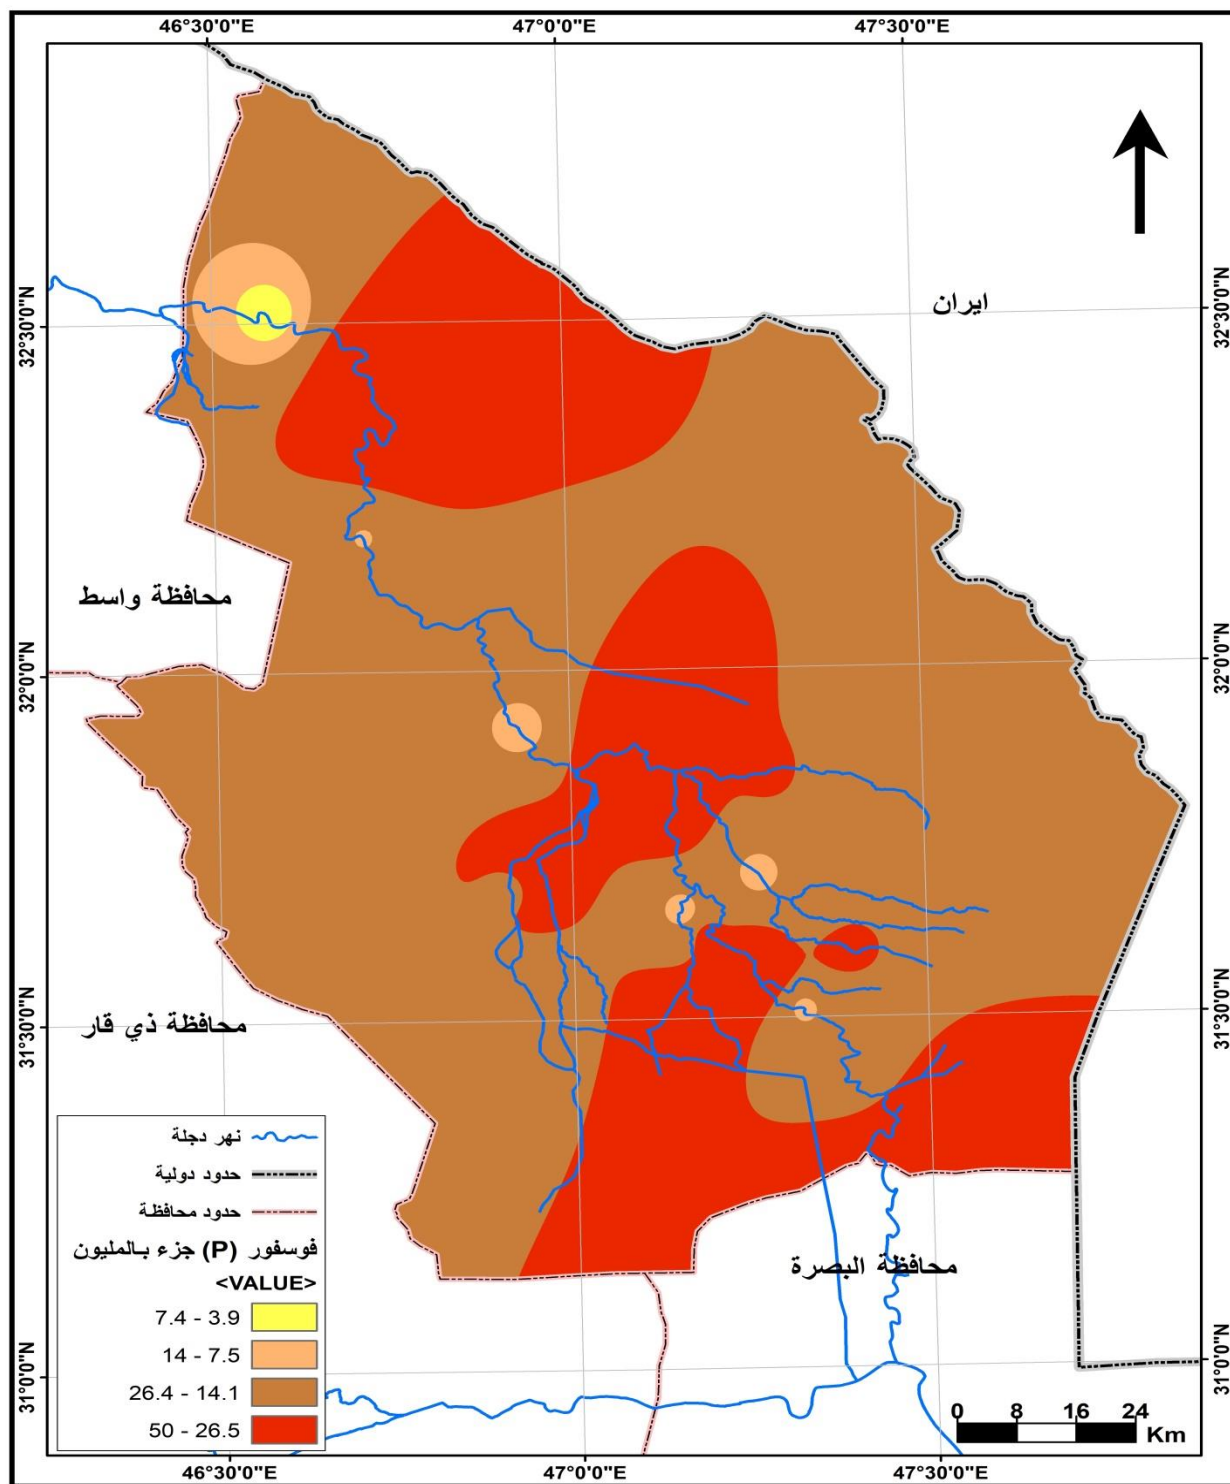 46°30'0"E 47°0'0"E 47°30'0"E
32°30'0"N
32°30'0"N
ايران
محافظة واسط
32°0'0"N
32°0'0"N
محافظة ذي قار
31°30'0"N
31°30'0"N
نهر دجلة
حدود دولية
حدود محافظة
فوسفور (P) جزء بالمليون
<VALUE>
7.4 - 3.9
14 - 7.5
26.4 - 14.1
50 - 26.5
محافظة البصرة
31°0'0"N
31°0'0"N
0 8 16 24
Km
46°30'0"E 47°0'0"E 47°30'0"E